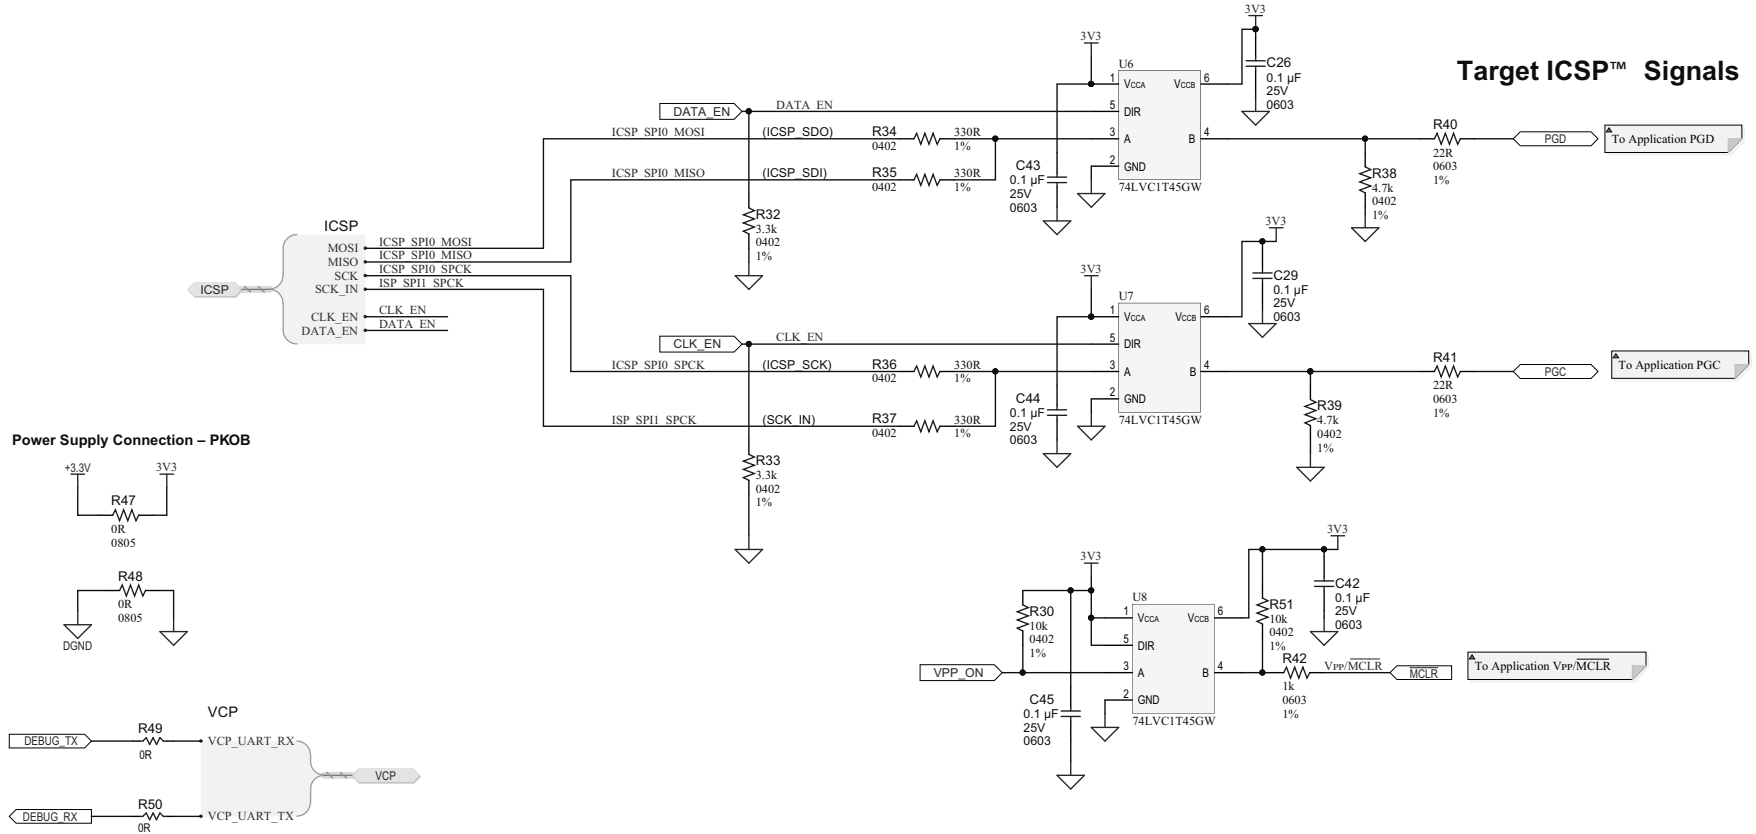 Target ICSP™ Signals
3V3
C26
0.1 µF
25V
0603
3V3
U6
1 VCCA
VCCB 6
5 DIR
3 A
B 4
2 GND
74LVC1T45GW
C43
0.1 µF
25V
0603
DATA_EN
DATA_EN
ICSP_SPI0_MOSI
(ICSP_SDO)
R34
0402
330R
1%
ICSP_SPI0_MISO
(ICSP_SDI)
R35
0402
330R
1%
R32
3.3k
0402
1%
R38
4.7k
0402
1%
R40
22R
0603
1%
PGD
To Application PGD
ICSP
MOSI
MISO
SCK
SCK_IN
CLK_EN
DATA_EN
ICSP_SPI0_MOSI
ICSP_SPI0_MISO
ICSP_SPI0_SPCK
ISP_SPI1_SPCK
CLK_EN
DATA_EN
ICSP
3V3
C29
0.1 µF
25V
0603
3V3
U7
1 VCCA
VCCB 6
5 DIR
3 A
B 4
2 GND
74LVC1T45GW
C44
0.1 µF
25V
0603
CLK_EN
CLK_EN
ICSP_SPI0_SPCK
(ICSP_SCK)
R36
0402
330R
1%
ISP_SPI1_SPCK
(SCK_IN)
R37
0402
330R
1%
R33
3.3k
0402
1%
R39
4.7k
0402
1%
R41
22R
0603
1%
PGC
To Application PGC
Power Supply Connection – PKOB
+3.3V
3V3
R47
0R
0805
R48
0R
0805
DGND
3V3
3V3
C42
0.1 µF
25V
0603
U8
1 VCCA
VCCB 6
5 DIR
3 A
B 4
2 GND
74LVC1T45GW
R30
10k
0402
1%
R51
10k
0402
1%
VPP_ON
C45
0.1 µF
25V
0603
R42
1k
0603
1%
VPP/MCLR
MCLR
To Application VPP/MCLR
VCP
DEBUG_TX
R49
0R
VCP_UART_RX
VCP
DEBUG_RX
R50
0R
VCP_UART_TX